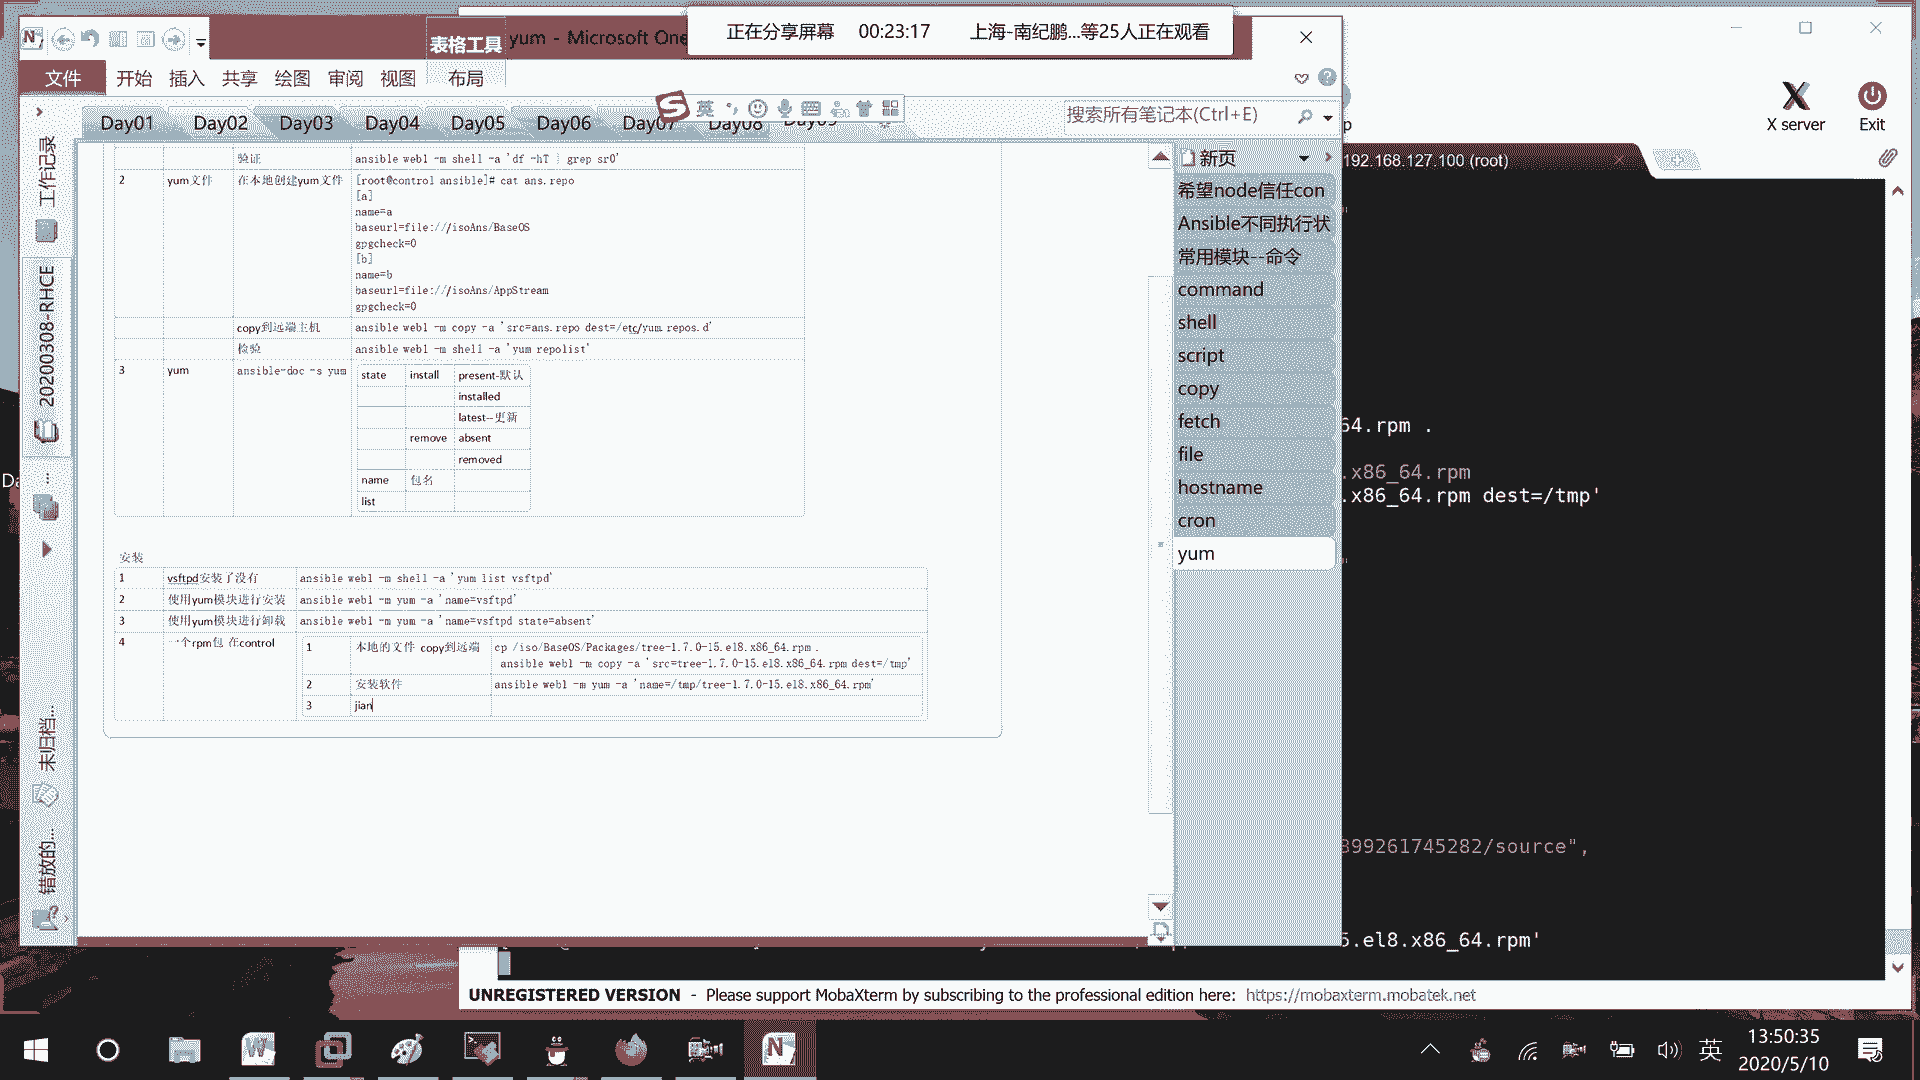 正在分享屏幕 00:23:17 上海-南纪鹏...等25人正在观看
表格工具 yum - Microsoft One
文件 开始 插入 共享 绘图 审阅 视图 布局
英
搜索所有笔记本(Ctrl+E)
Day01 Day02 Day03 Day04 Day05 Day06 Day07 Day08
X server Exit
192.168.127.100 (root)
工作记录
20200308-RHCE
未归档...
错放的...
验证 ansible web1 -m shell -a 'df -hT | grep sr0'
2 yum文件 在本地创建yum文件 [root@control ansible]# cat ans.repo
[a]
name=a
baseurl=file:///isoAns/BaseOS
gpgcheck=0
[b]
name=b
baseurl=file:///isoAns/AppStream
gpgcheck=0
copy到远端主机 ansible web1 -m copy -a 'src=ans.repo dest=/etc/yum.repos.d'
检验 ansible web1 -m shell -a 'yum repolist'
3 yum ansible-doc -s yum state install present-默认
installed
latest--更新
remove absent
removed
name 包名
list
安装
1 vsftpd安装了没有 ansible web1 -m shell -a 'yum list vsftpd'
2 使用yum模块进行安装 ansible web1 -m yum -a 'name=vsftpd'
3 使用yum模块进行卸载 ansible web1 -m yum -a 'name=vsftpd state=absent'
4 一个rpm包 在control 1 本地的文件 copy到远端 cp /iso/BaseOS/Packages/tree-1.7.0-15.el8.x86_64.rpm .
ansible web1 -m copy -a 'src=tree-1.7.0-15.el8.x86_64.rpm dest=/tmp'
2 安装软件 ansible web1 -m yum -a 'name=/tmp/tree-1.7.0-15.el8.x86_64.rpm'
3 jian
新页
希望node信任con
Ansible不同执行状
常用模块--命令
command
shell
script
copy
fetch
file
hostname
cron
yum
64.rpm .
.x86_64.rpm
.x86_64.rpm dest=/tmp'
899261745282/source",
5.el8.x86_64.rpm'
UNREGISTERED VERSION - Please support MobaXterm by subscribing to the professional edition here: https://mobaxterm.mobatek.net
英 13:50:35
2020/5/10